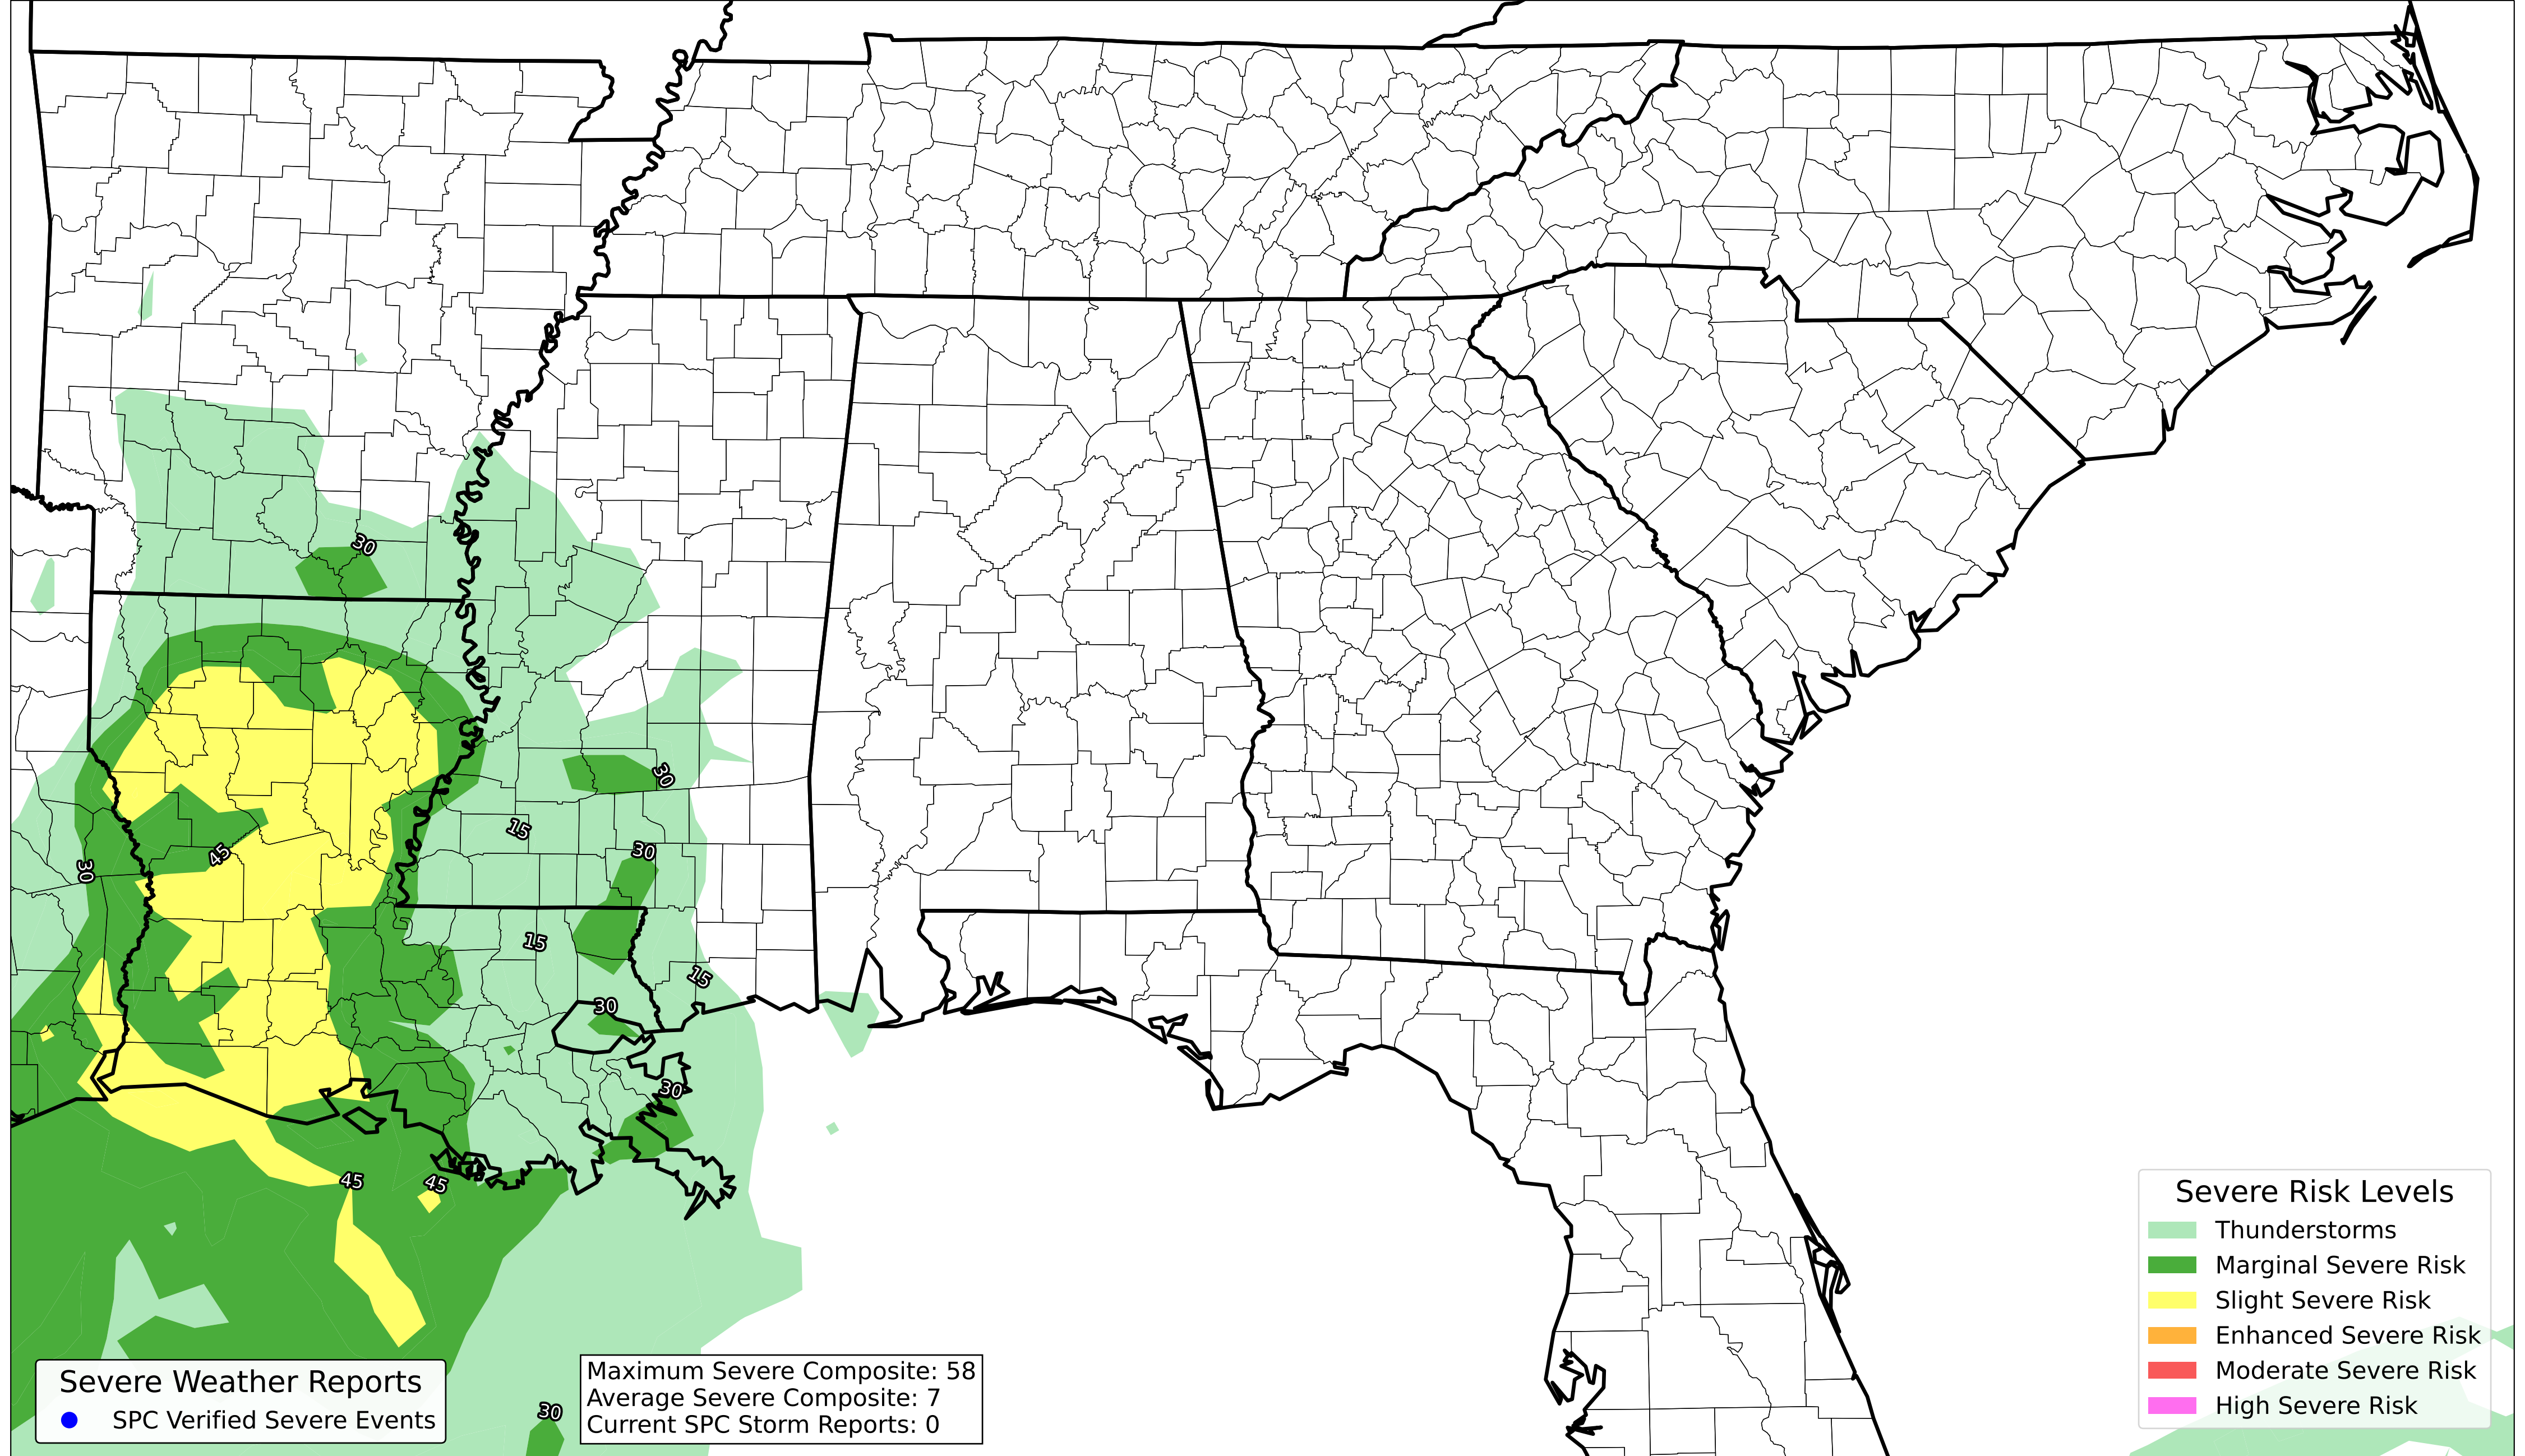 30
30
15
30
45
30
15
15
30
30
45
45
30
Severe Weather Reports
SPC Verified Severe Events
Maximum Severe Composite: 58
Average Severe Composite: 7
Current SPC Storm Reports: 0
Severe Risk Levels
Thunderstorms
Marginal Severe Risk
Slight Severe Risk
Enhanced Severe Risk
Moderate Severe Risk
High Severe Risk